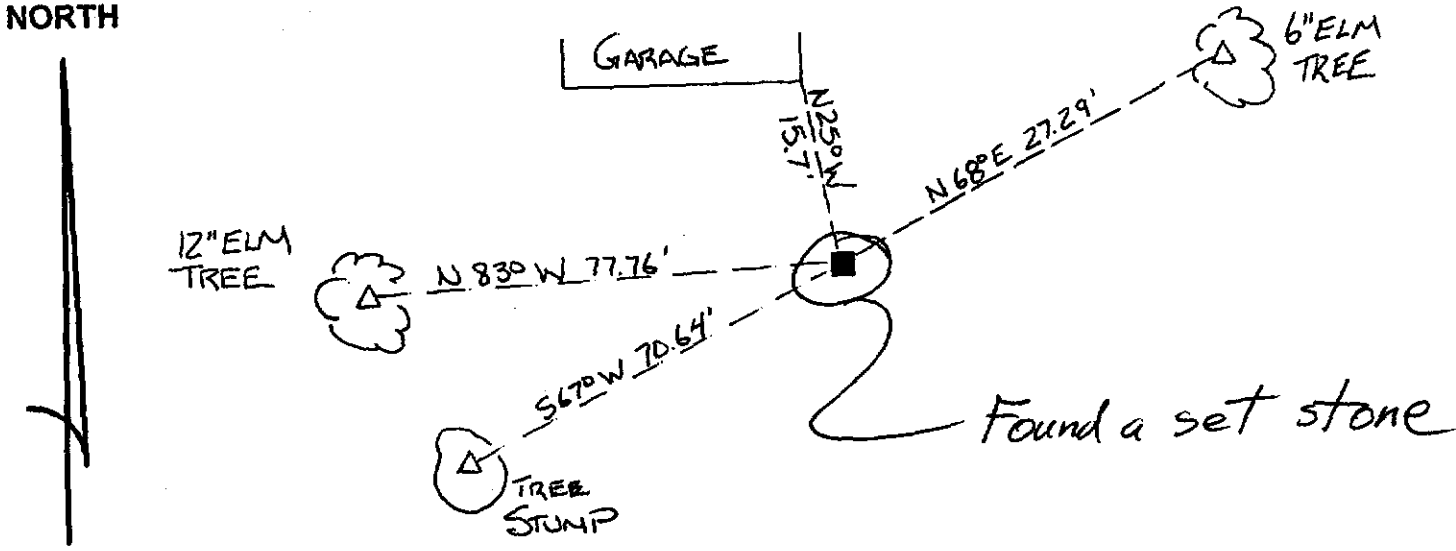 NORTH
GARAGE
6" ELM
TREE
N25°W
15.7'
N 68°E 27.29'
12" ELM
TREE
N 83° W 77.76'
S67°W 70.64'
Found a set stone
TREE
STUMP